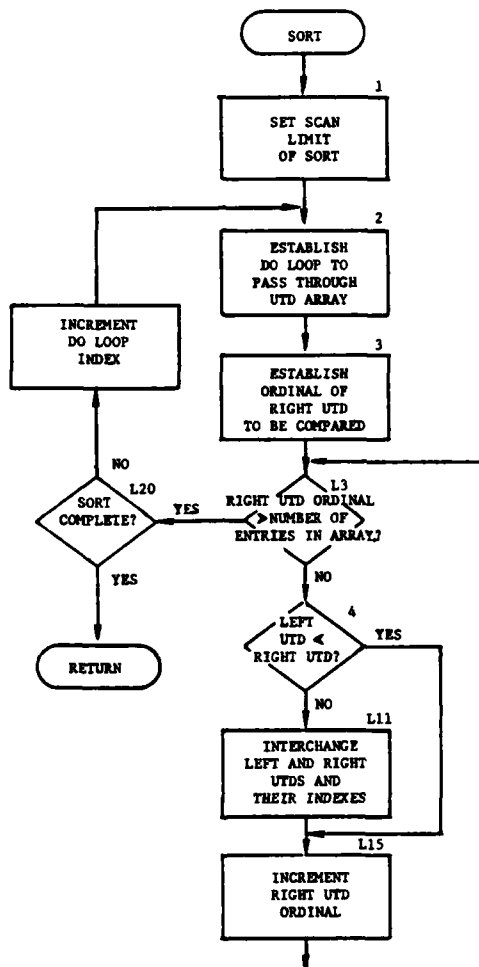 SORT
1
SET SCAN
LIMIT
OF SORT
2
ESTABLISH
DO LOOP TO
PASS THROUGH
UTD ARRAY
INCREMENT
DO LOOP
INDEX
3
ESTABLISH
ORDINAL OF
RIGHT UTD
TO BE COMPARED
NO
L20
SORT
COMPLETE?
YES
YES
L3
RIGHT UTD ORDINAL
>NUMBER OF
ENTRIES IN ARRAY?
NO
RETURN
4
LEFT
UTD <
RIGHT UTD?
YES
NO
L11
INTERCHANGE
LEFT AND RIGHT
UTDS AND
THEIR INDEXES
L15
INCREMENT
RIGHT UTD
ORDINAL